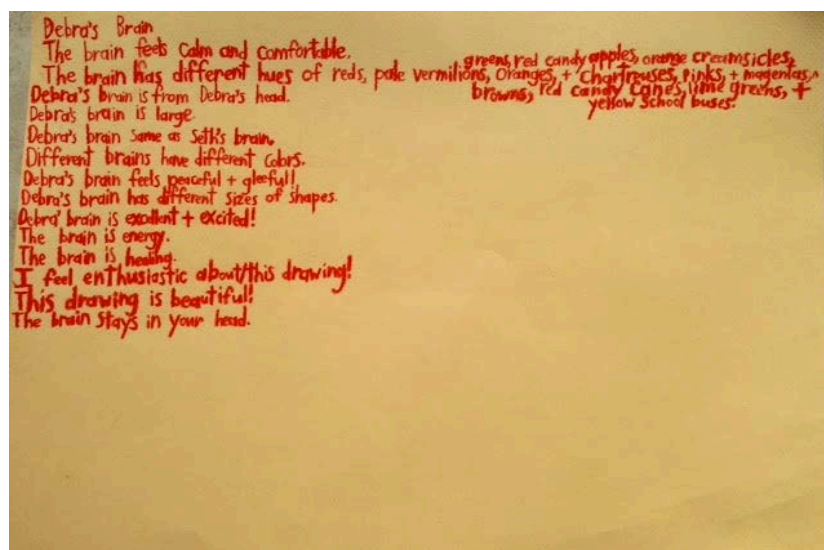 Debra's Brain
The brain feels calm and comfortable.
The brain has different hues of reds, pale vermilions, oranges, + chartreuses, pinks, + magentas,
greens, red candy apples, orange creamsicles, +
browns, red candy canes, lime greens, +
yellow school buses.
Debra's brain is from Debra's head.
Debra's brain is large.
Debra's brain same as Seth's brain.
Different brains have different colors.
Debra's brain feels peaceful + gleeful!
Debra's brain has different sizes of shapes.
Debra' brain is excellent + excited!
The brain is energy.
The brain is healing.
I feel enthusiastic about this drawing!
This drawing is beautiful!
The brain stays in your head.